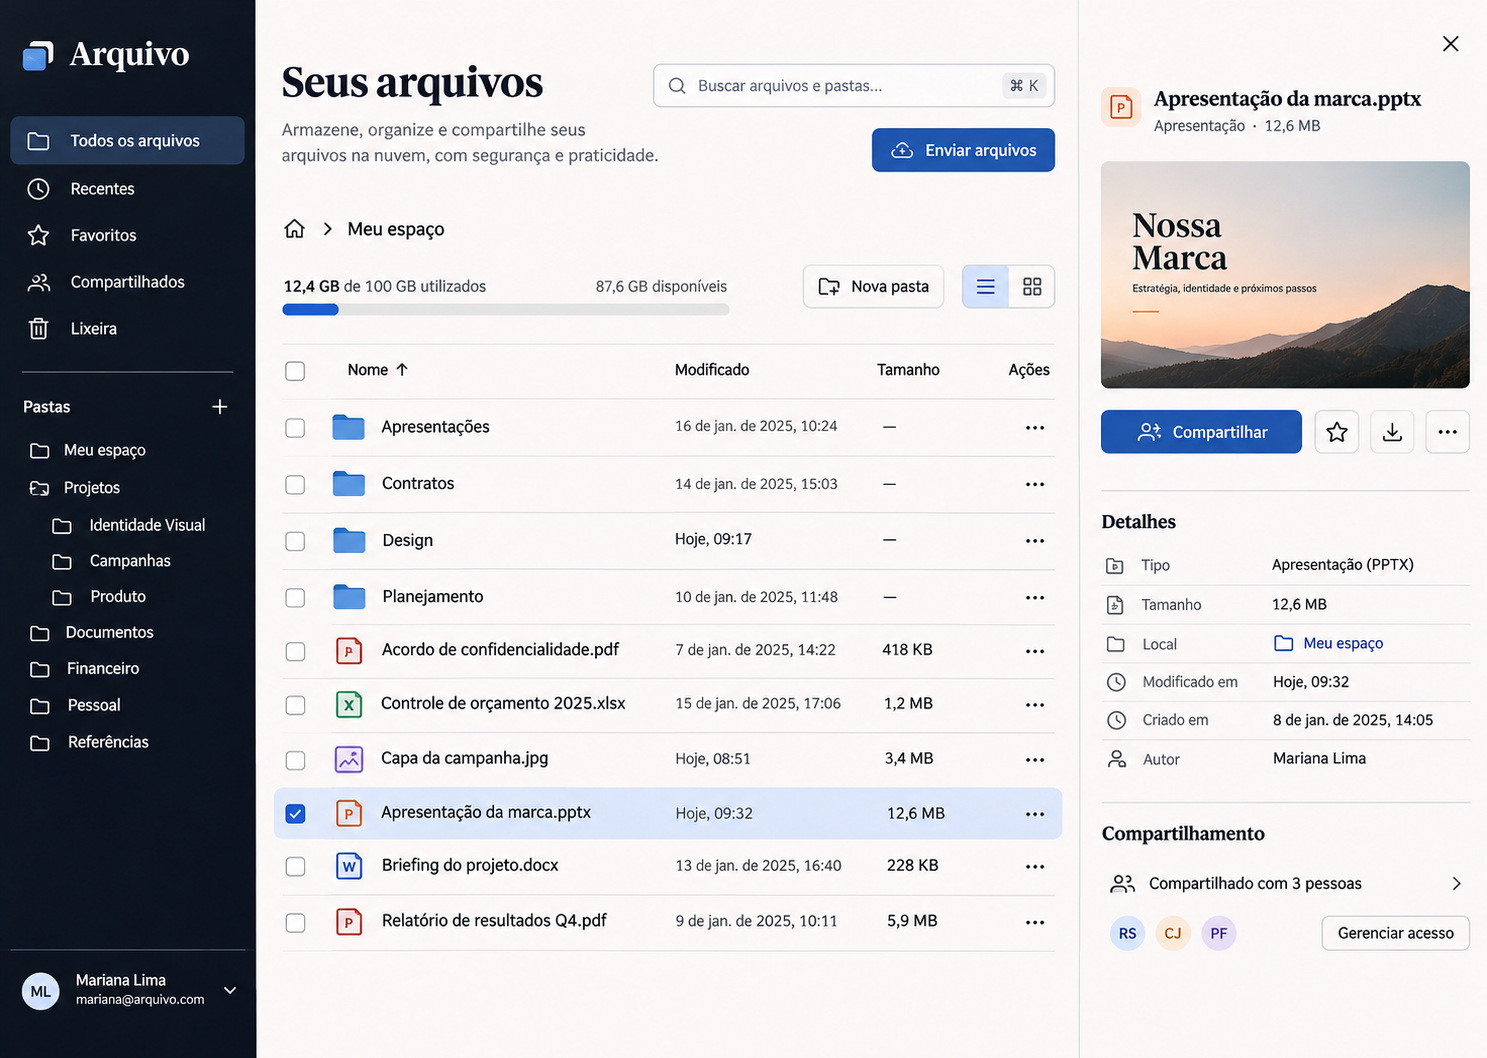 Arquivo
Todos os arquivos
Recentes
Favoritos
Compartilhados
Lixeira
Pastas
Meu espaço
Projetos
Identidade Visual
Campanhas
Produto
Documentos
Financeiro
Pessoal
Referências
ML
Mariana Lima
mariana@arquivo.com
Seus arquivos
Armazene, organize e compartilhe seus
arquivos na nuvem, com segurança e praticidade.
Buscar arquivos e pastas... ⌘ K
Enviar arquivos
Meu espaço
12,4 GB de 100 GB utilizados 87,6 GB disponíveis
Nova pasta
Nome ↑ Modificado Tamanho Ações
Apresentações 16 de jan. de 2025, 10:24 —
Contratos 14 de jan. de 2025, 15:03 —
Design Hoje, 09:17 —
Planejamento 10 de jan. de 2025, 11:48 —
P Acordo de confidencialidade.pdf 7 de jan. de 2025, 14:22 418 KB
X Controle de orçamento 2025.xlsx 15 de jan. de 2025, 17:06 1,2 MB
Capa da campanha.jpg Hoje, 08:51 3,4 MB
P Apresentação da marca.pptx Hoje, 09:32 12,6 MB
W Briefing do projeto.docx 13 de jan. de 2025, 16:40 228 KB
P Relatório de resultados Q4.pdf 9 de jan. de 2025, 10:11 5,9 MB
P Apresentação da marca.pptx
Apresentação · 12,6 MB
Nossa
Marca
Estratégia, identidade e próximos passos
Compartilhar
Detalhes
Tipo Apresentação (PPTX)
Tamanho 12,6 MB
Local Meu espaço
Modificado em Hoje, 09:32
Criado em 8 de jan. de 2025, 14:05
Autor Mariana Lima
Compartilhamento
Compartilhado com 3 pessoas
RS CJ PF Gerenciar acesso